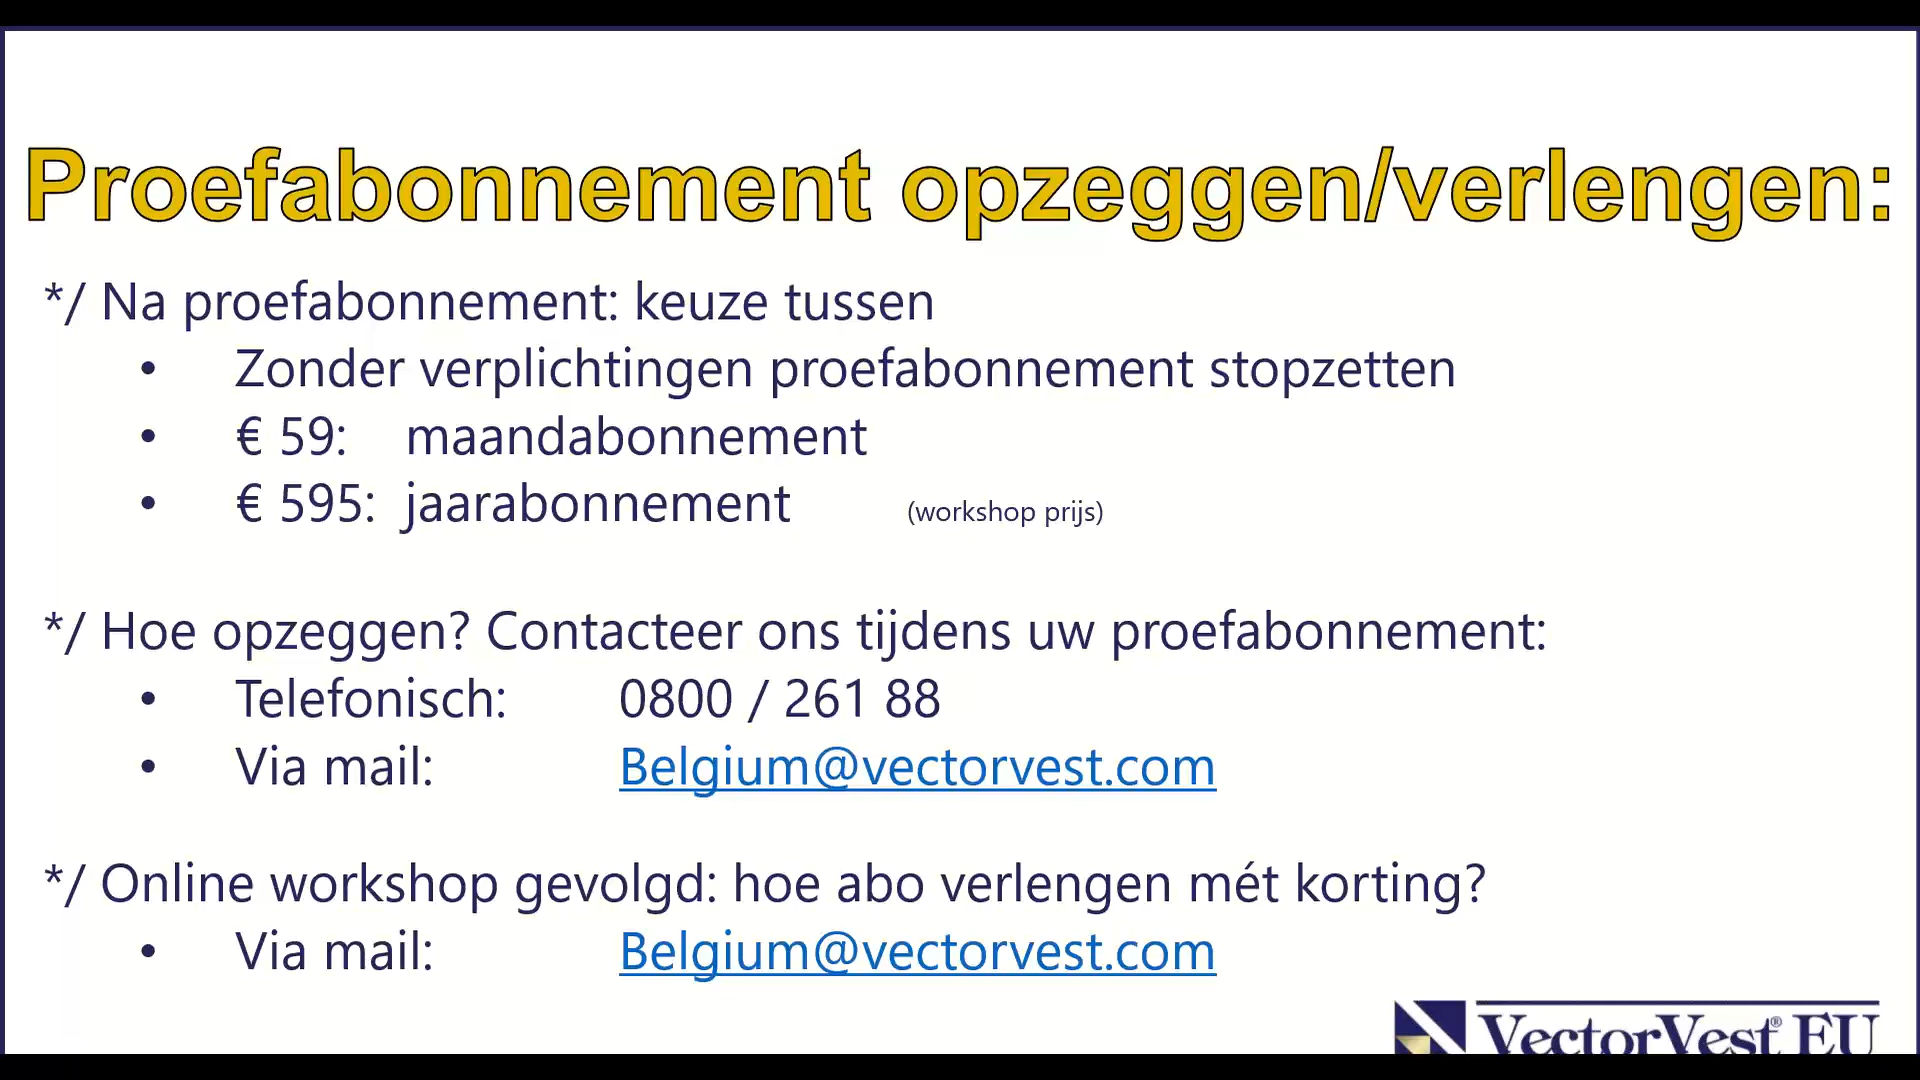 Proefabonnement opzeggen/verlengen:
*/ Na proefabonnement: keuze tussen
• Zonder verplichtingen proefabonnement stopzetten
• € 59: maandabonnement
• € 595: jaarabonnement (workshop prijs)
*/ Hoe opzeggen? Contacteer ons tijdens uw proefabonnement:
• Telefonisch: 0800 / 261 88
• Via mail: Belgium@vectorvest.com
*/ Online workshop gevolgd: hoe abo verlengen mét korting?
• Via mail: Belgium@vectorvest.com
VectorVest® EU